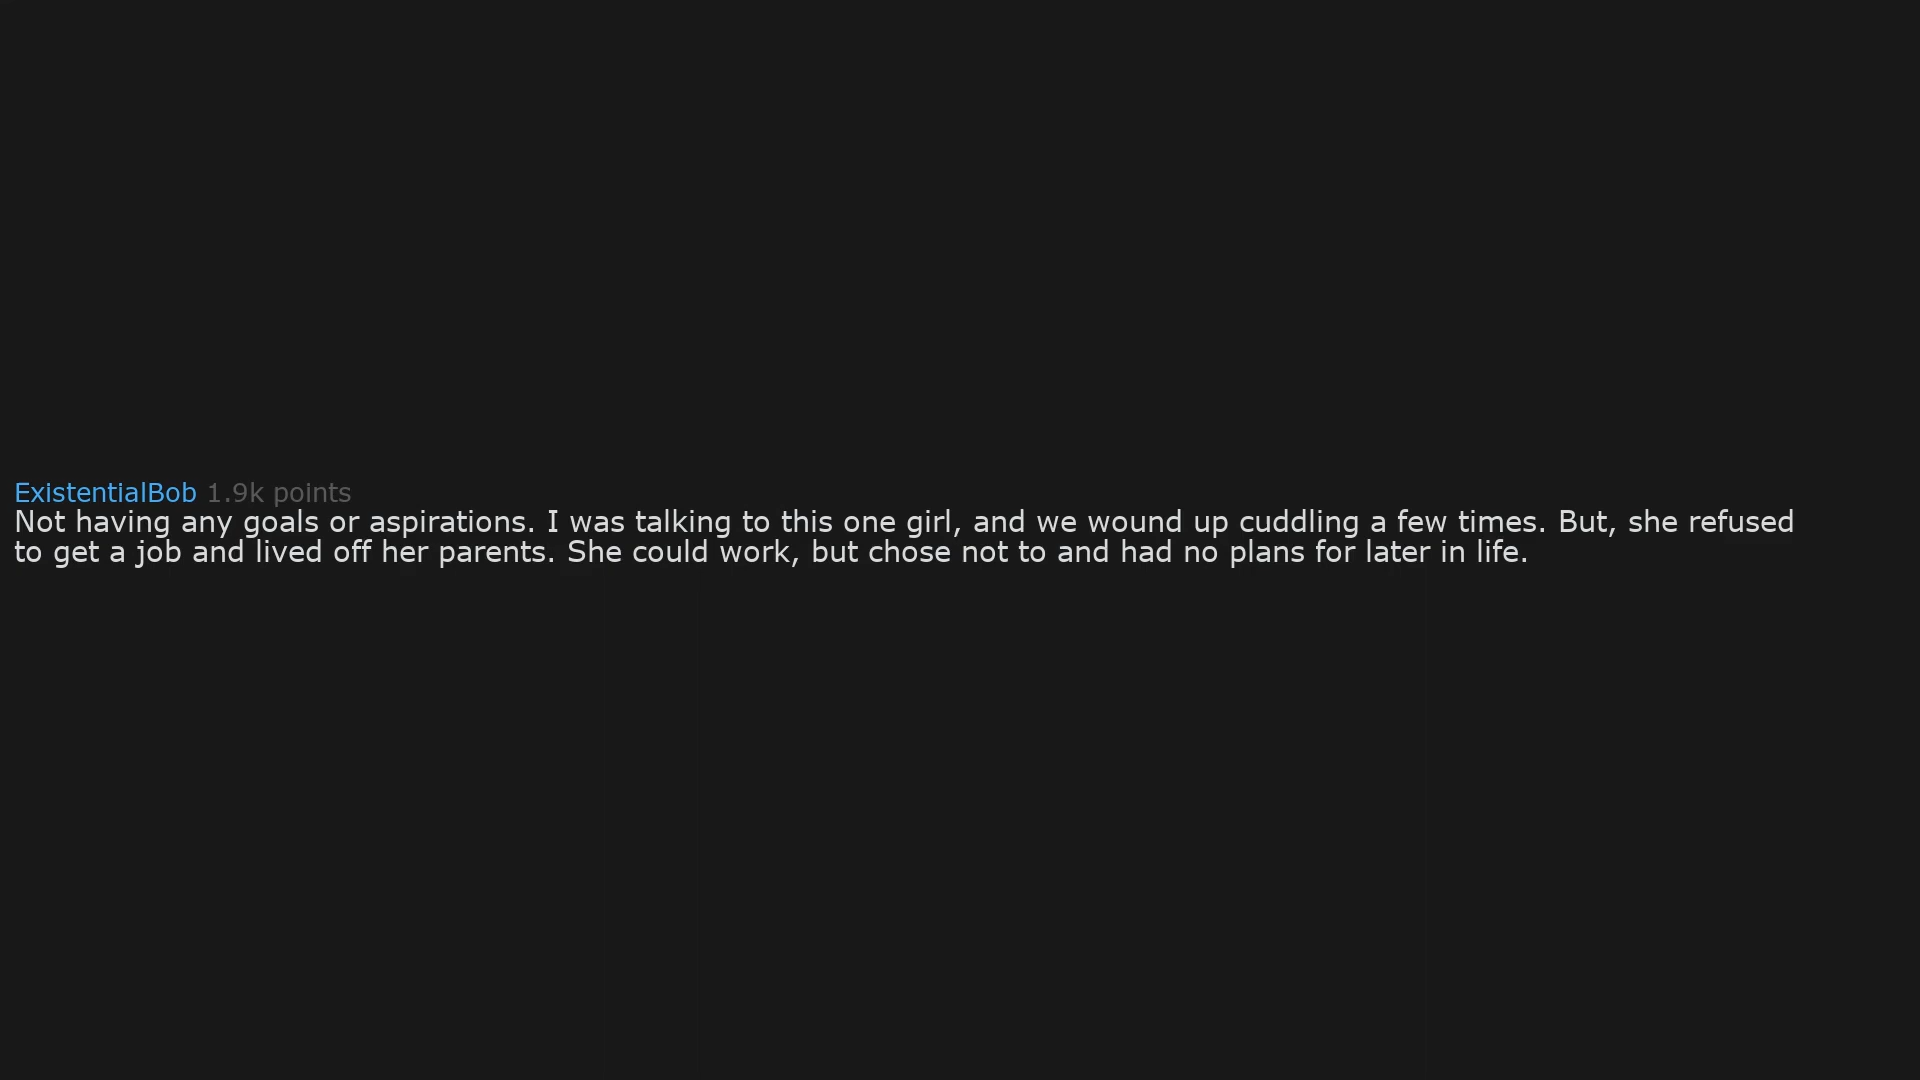 ExistentialBob 1.9k points
Not having any goals or aspirations. I was talking to this one girl, and we wound up cuddling a few times. But, she refused
to get a job and lived off her parents. She could work, but chose not to and had no plans for later in life.